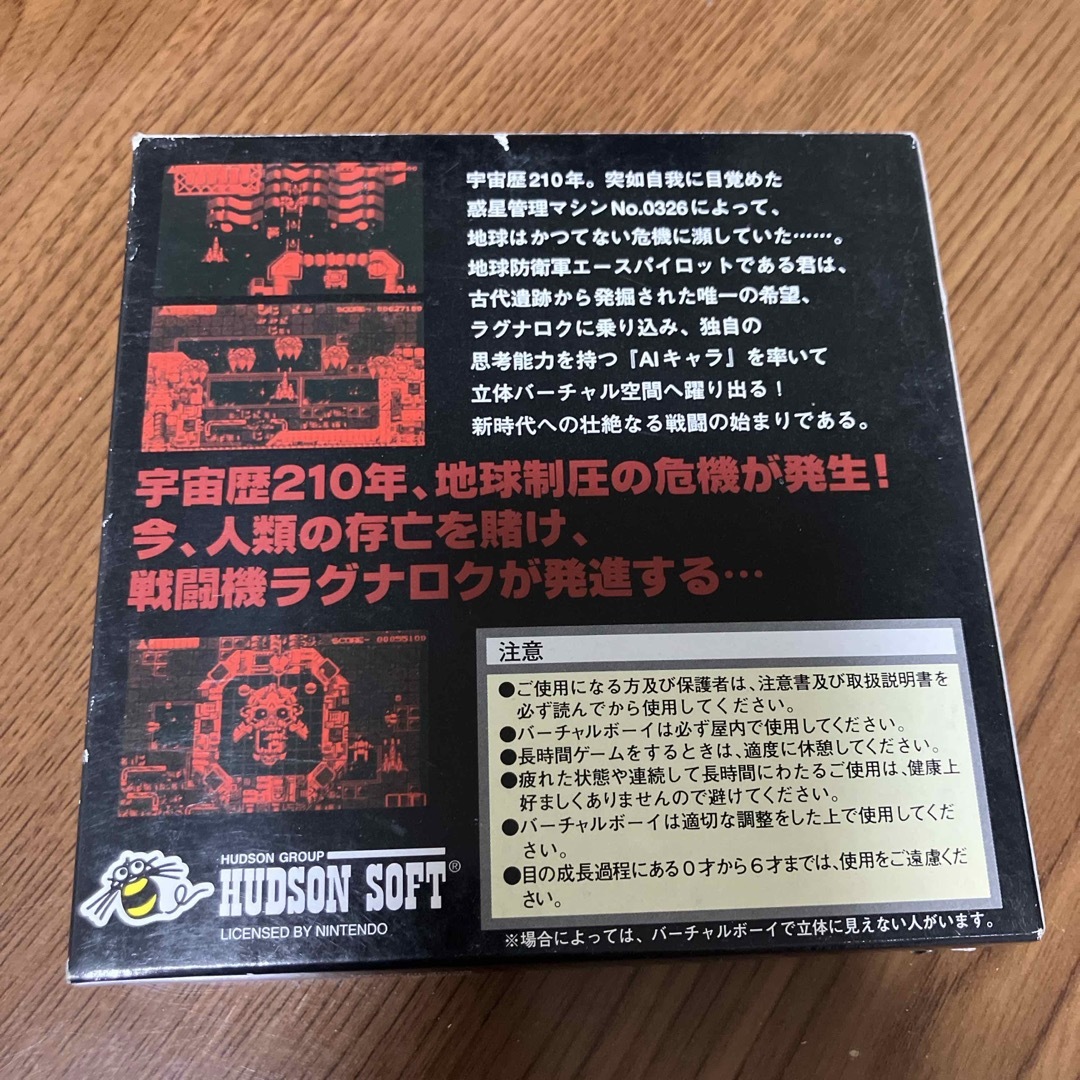 宇宙歴210年。突如自我に目覚めた
惑星管理マシンNo.0326によって、
地球はかつてない危機に瀕していた……。
地球防衛軍エースパイロットである君は、
古代遺跡から発掘された唯一の希望、
ラグナロクに乗り込み、独自の
思考能力を持つ『AIキャラ』を率いて
立体バーチャル空間へ躍り出る!
新時代への壮絶なる戦闘の始まりである。
SCORE- 00627100
宇宙歴210年、地球制圧の危機が発生!
今、人類の存亡を賭け、
戦闘機ラグナロクが発進する…
SCORE- 00055100
注意
●ご使用になる方及び保護者は、注意書及び取扱説明書を
必ず読んでから使用してください。
●バーチャルボーイは必ず屋内で使用してください。
●長時間ゲームをするときは、適度に休憩してください。
●疲れた状態や連続して長時間にわたるご使用は、健康上
好ましくありませんので避けてください。
●バーチャルボーイは適切な調整をした上で使用してくだ
さい。
●目の成長過程にある0才から6才までは、使用をご遠慮くだ
さい。
※場合によっては、バーチャルボーイで立体に見えない人がいます。
HUDSON GROUP
HUDSON SOFT®
LICENSED BY NINTENDO